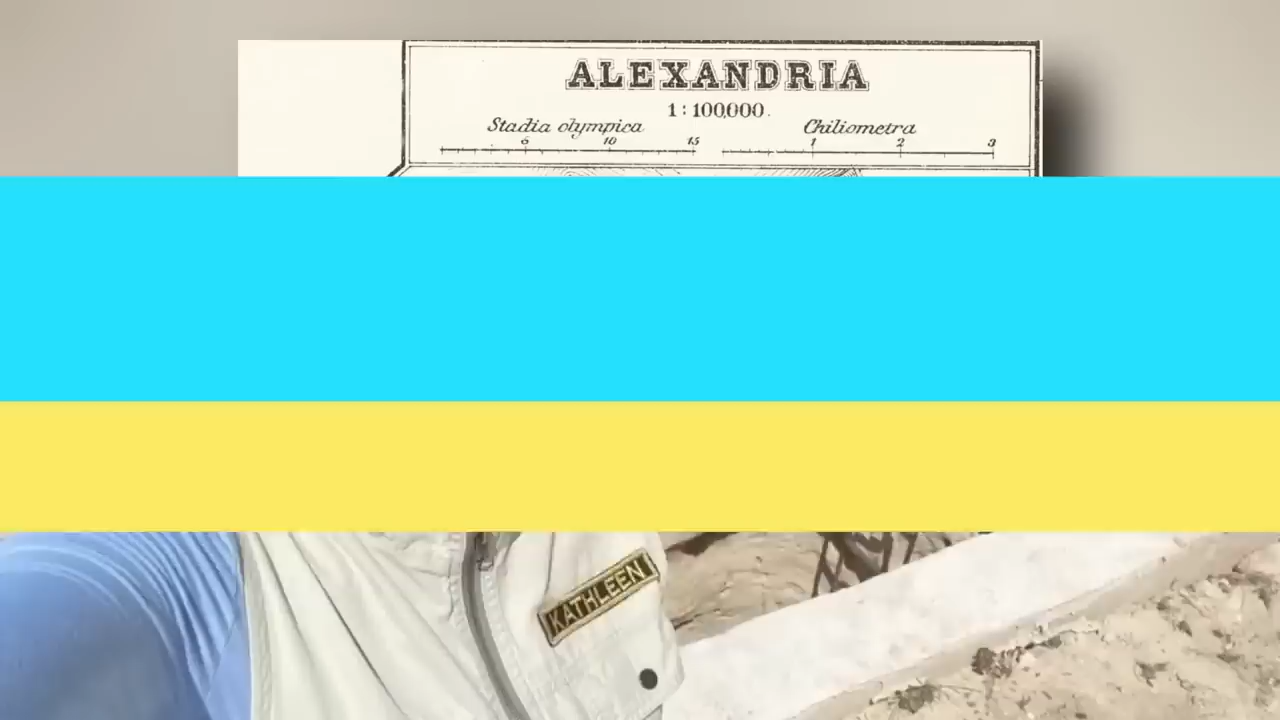 ALEXANDRIA
1 : 100,000.
Stadia olympica Chiliometra
5 10 15 1 2 3
KATHLEEN